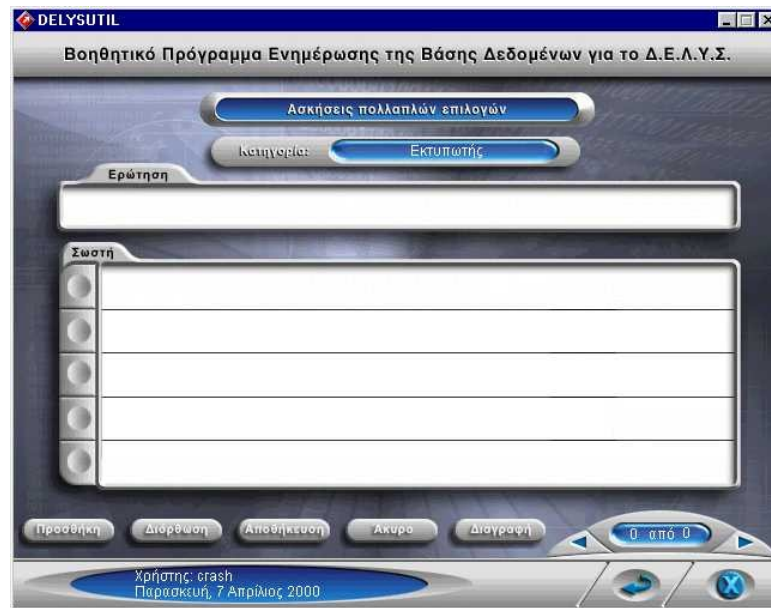 DELYSUTIL
Βοηθητικό Πρόγραμμα Ενημέρωσης της Βάσης Δεδομένων για το Δ.Ε.Λ.Υ.Σ.
Ασκήσεις πολλαπλών επιλογών
Κατηγορία: Εκτυπωτής
Ερώτηση
Σωστή
Προσθήκη Διόρθωση Αποθήκευση Άκυρο Διαγραφή 0 από 0
Χρήστης: crash
Παρασκευή, 7 Απρίλιος 2000